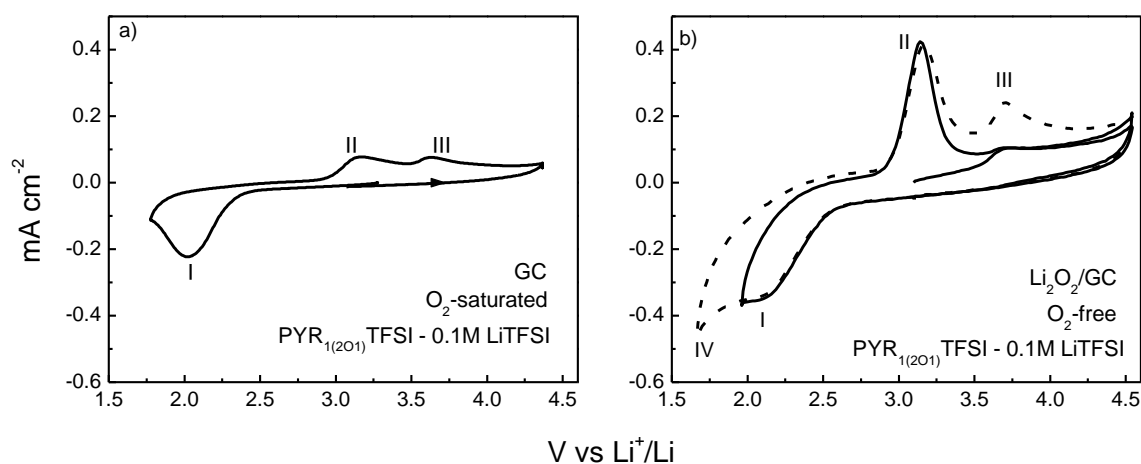 a)
b)
mA cm⁻²
0.4
0.2
0.0
-0.2
-0.4
-0.6
II
III
I
GC
O₂-saturated
PYR₁₍₂O₁₎TFSI - 0.1M LiTFSI
1.5 2.0 2.5 3.0 3.5 4.0 4.5
0.4
0.2
0.0
-0.2
-0.4
-0.6
II
III
I
IV
Li₂O₂/GC
O₂-free
PYR₁₍₂O₁₎TFSI - 0.1M LiTFSI
1.5 2.0 2.5 3.0 3.5 4.0 4.5
V vs Li⁺/Li